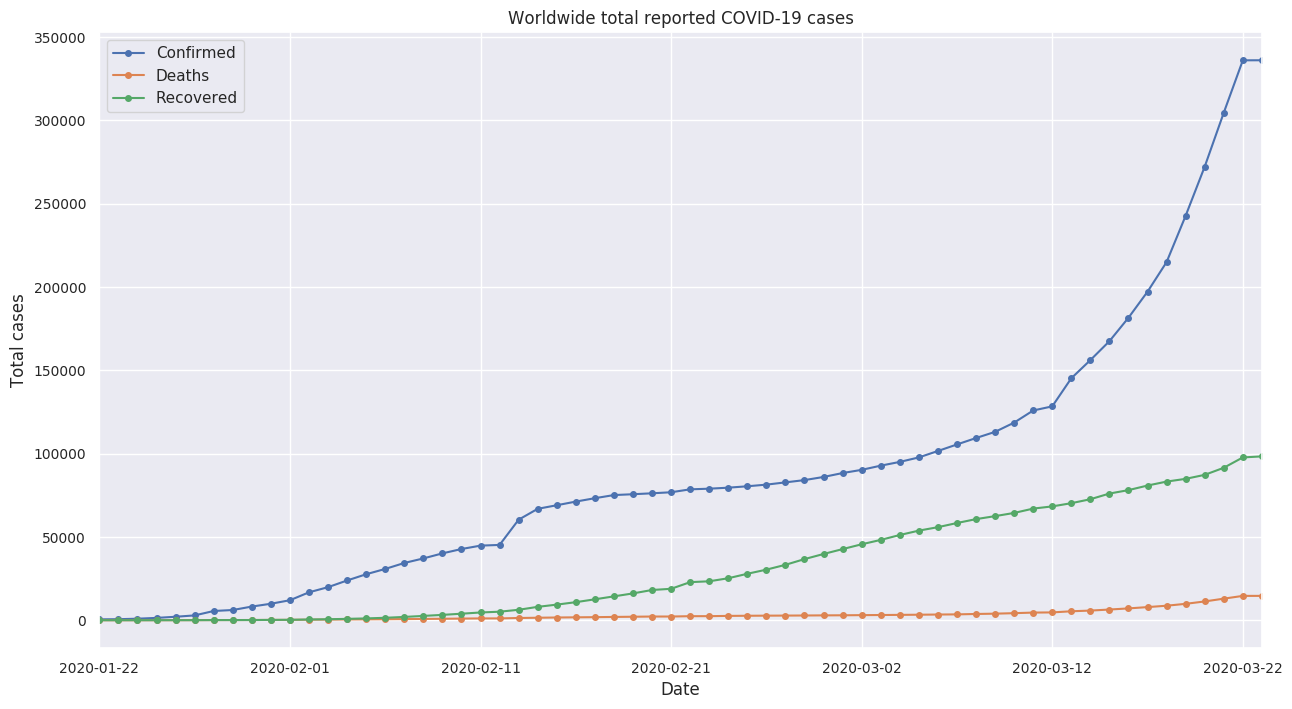 Worldwide total reported COVID-19 cases
350000
300000
250000
200000
150000
100000
50000
0
Total cases
Confirmed
Deaths
Recovered
2020-01-22 2020-02-01 2020-02-11 2020-02-21 2020-03-02 2020-03-12 2020-03-22
Date